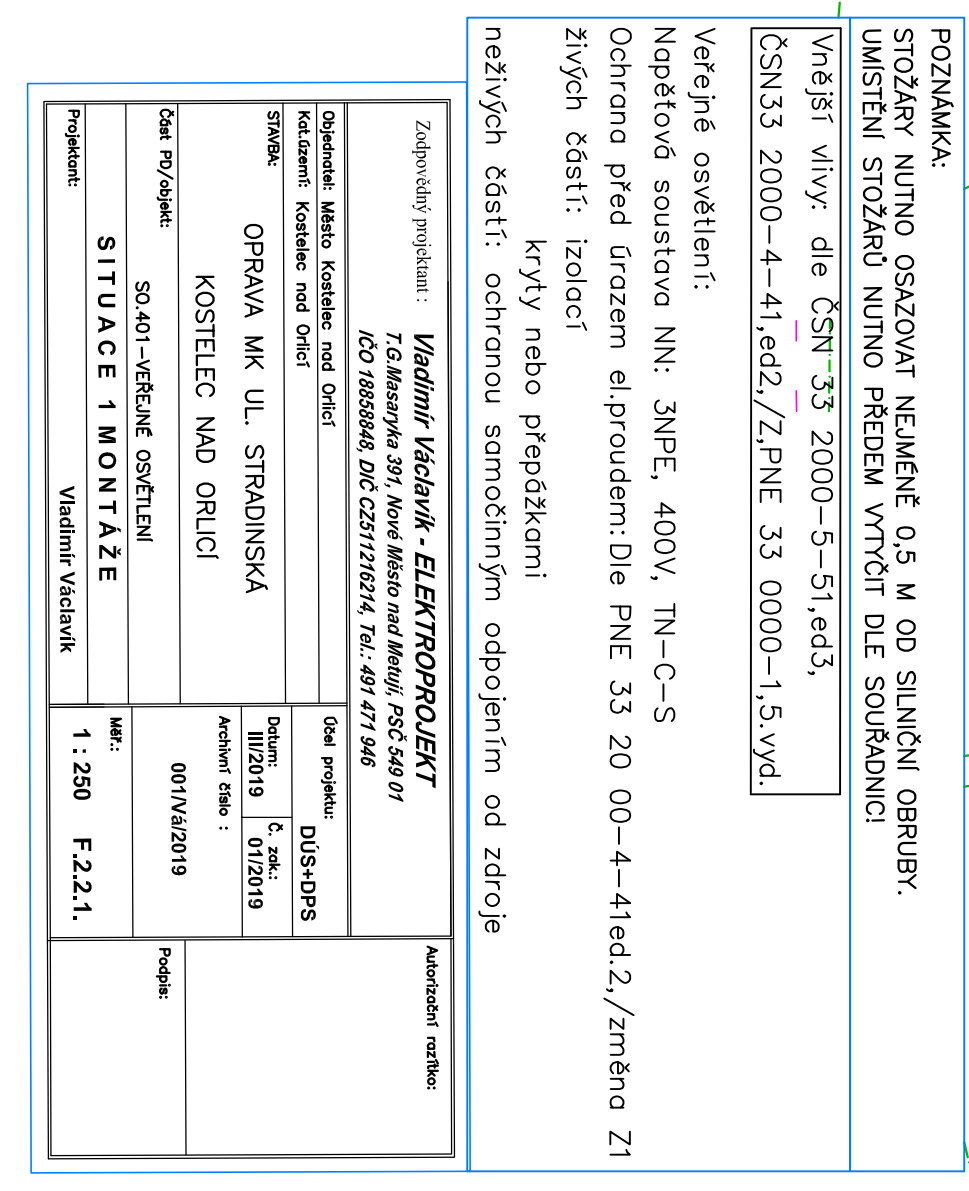 POZNÁMKA:
STOŽÁRY NUTNO OSAZOVAT NEJMÉNĚ 0,5 M OD SILNIČNÍ OBRUBY.
UMÍSTĚNÍ STOŽÁRŮ NUTNO PŘEDEM VYTYČIT DLE SOUŘADNIC!
Vnější vlivy: dle ČSN 33 2000-5-51,ed3,
ČSN33 2000-4-41,ed2,/Z,PNE 33 0000-1,5.vyd.
Veřejné osvětlení:
Napěťová soustava NN: 3NPE, 400V, TN-C-S
Ochrana před úrazem el.proudem:Dle PNE 33 20 00-4-41ed.2,/změna Z1
živých částí: izolací
kryty nebo přepážkami
neživých částí: ochranou samočinným odpojením od zdroje
Zodpovědný projektant : Vladimír Václavík - ELEKTROPROJEKT
T.G.Masaryka 391, Nové Město nad Metují, PSČ 549 01
IČO 18858848, DIČ CZ511216214, Tel.: 491 471 946
Objednatel: Město Kostelec nad Orlicí
Kat.území: Kostelec nad Orlicí
STAVBA:
OPRAVA MK UL. STRADINSKÁ
KOSTELEC NAD ORLICÍ
Část PD/objekt:
SO.401-VEŘEJNÉ OSVĚTLENÍ
SITUACE 1 MONTÁŽE
Projektant: Vladimír Václavík
Účel projektu:
DÚS+DPS
Datum:
III/2019
Č. zak.:
01/2019
Archivní číslo :
001/Vá/2019
Měř.:
1 : 250 F.2.2.1.
Autorizační razítko:
Podpis: